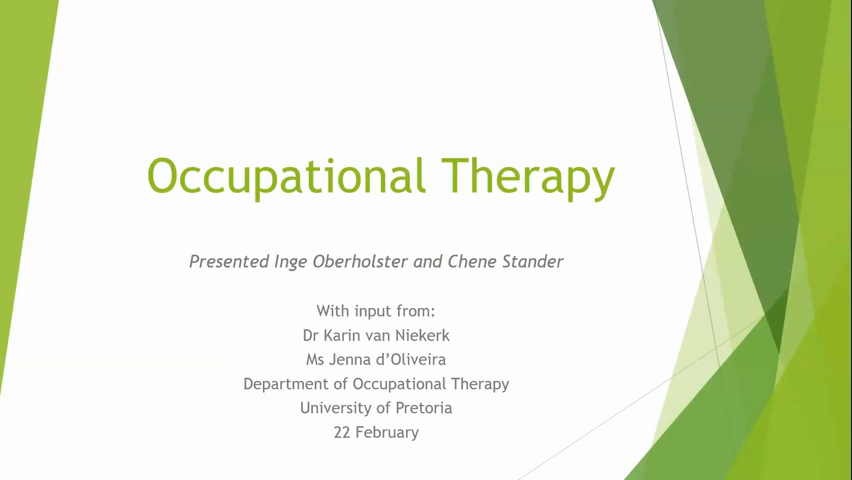 Occupational Therapy
Presented Inge Oberholster and Chene Stander
With input from:
Dr Karin van Niekerk
Ms Jenna d’Oliveira
Department of Occupational Therapy
University of Pretoria
22 February